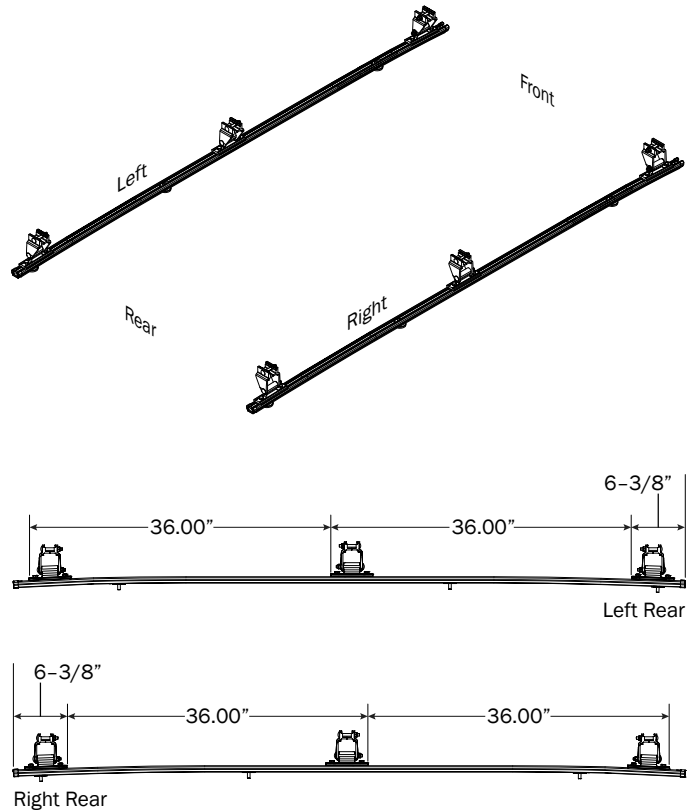 Front
Left
Right
Rear
6–3/8”
36.00” 36.00”
Left Rear
6–3/8”
36.00” 36.00”
Right Rear